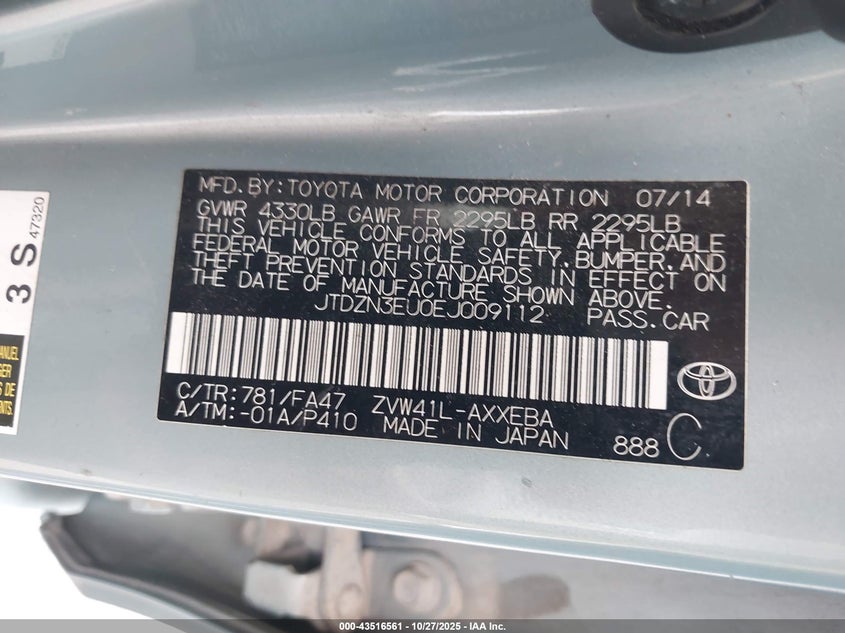 MFD. BY: TOYOTA MOTOR CORPORATION 07/14
GVWR 4330LB GAWR FR 2295LB RR 2295LB
THIS VEHICLE CONFORMS TO ALL APPLICABLE
FEDERAL MOTOR VEHICLE SAFETY, BUMPER, AND
THEFT PREVENTION STANDARDS IN EFFECT ON
THE DATE OF MANUFACTURE SHOWN ABOVE.
JTDZN3EU0EJ009112 PASS. CAR
C/TR: 781/FA47 ZVW41L-AXXEBA
A/TM: -01A/P410 MADE IN JAPAN 888 C
3 S 47320
MANUEL
S DE
000-43516561 - 10/27/2025 - IAA Inc.